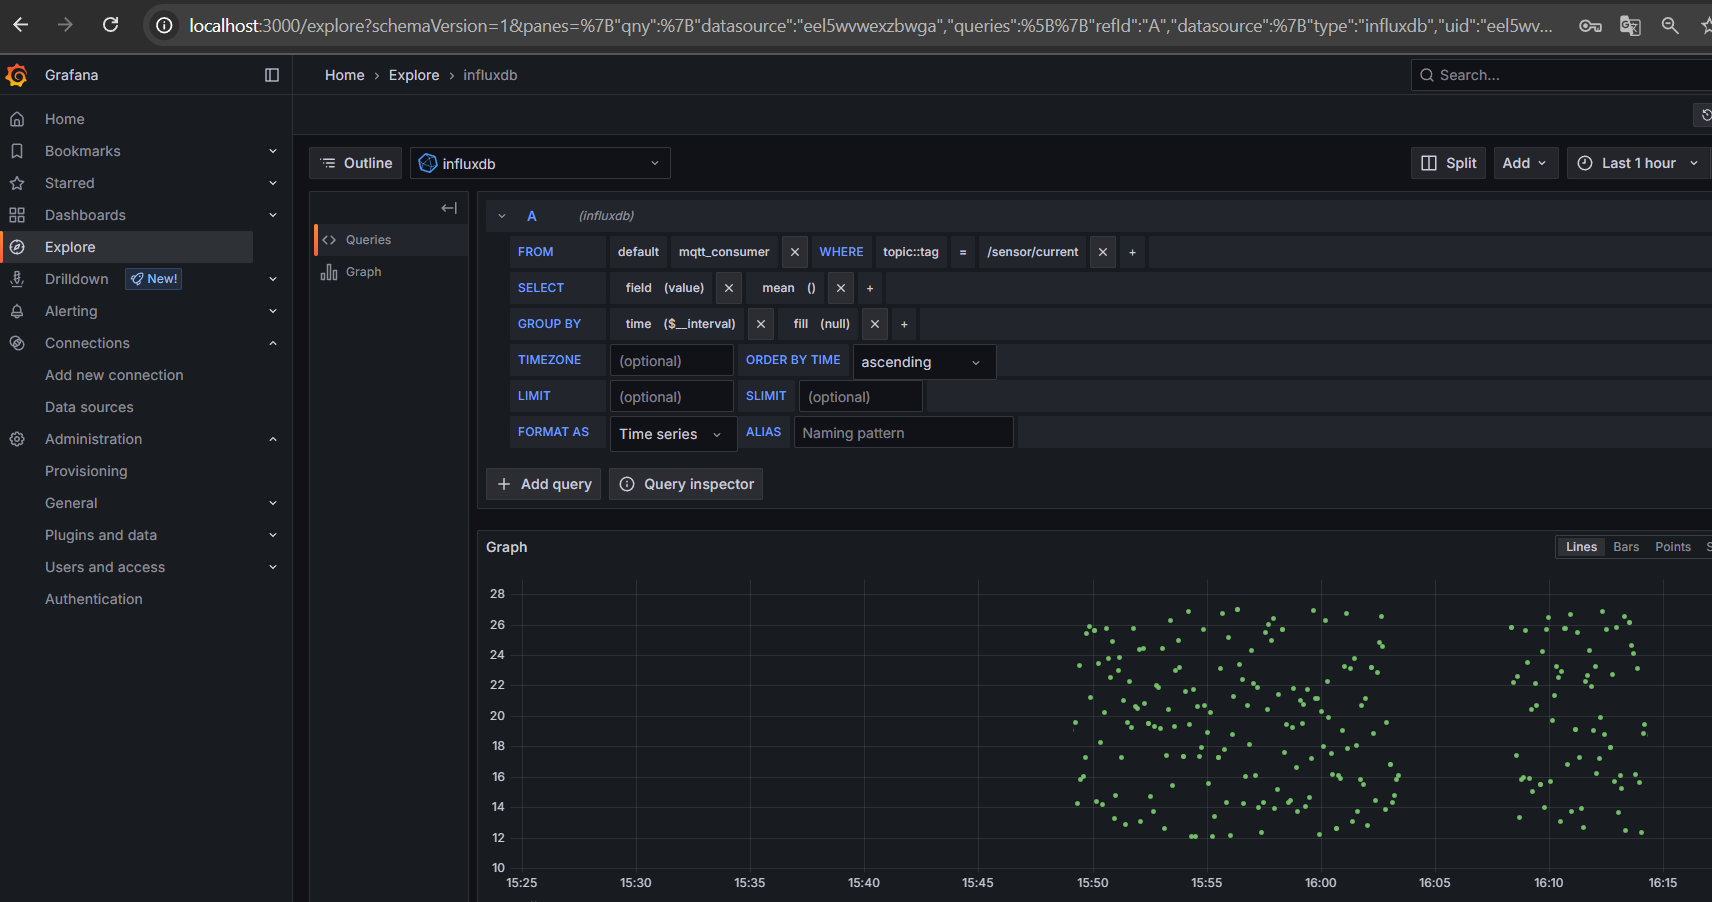 localhost:3000/explore?schemaVersion=1&panes=%7B"qny":%7B"datasource":"eel5wvwexzbwga","queries":%5B%7B"refId":"A","datasource":%7B"type":"influxdb","uid":"eel5wv...
Grafana
Home › Explore › influxdb
Search...
Home
Bookmarks
Starred
Dashboards
Explore
Drilldown New!
Alerting
Connections
Add new connection
Data sources
Administration
Provisioning
General
Plugins and data
Users and access
Authentication
Outline
influxdb
Split
Add
Last 1 hour
Queries
Graph
A (influxdb)
FROM default mqtt_consumer × WHERE topic::tag = /sensor/current × +
SELECT field (value) × mean () × +
GROUP BY time ($__interval) × fill (null) × +
TIMEZONE (optional) ORDER BY TIME ascending
LIMIT (optional) SLIMIT (optional)
FORMAT AS Time series ALIAS Naming pattern
+ Add query Query inspector
Graph
Lines Bars Points S
28
26
24
22
20
18
16
14
12
10
15:25 15:30 15:35 15:40 15:45 15:50 15:55 16:00 16:05 16:10 16:15